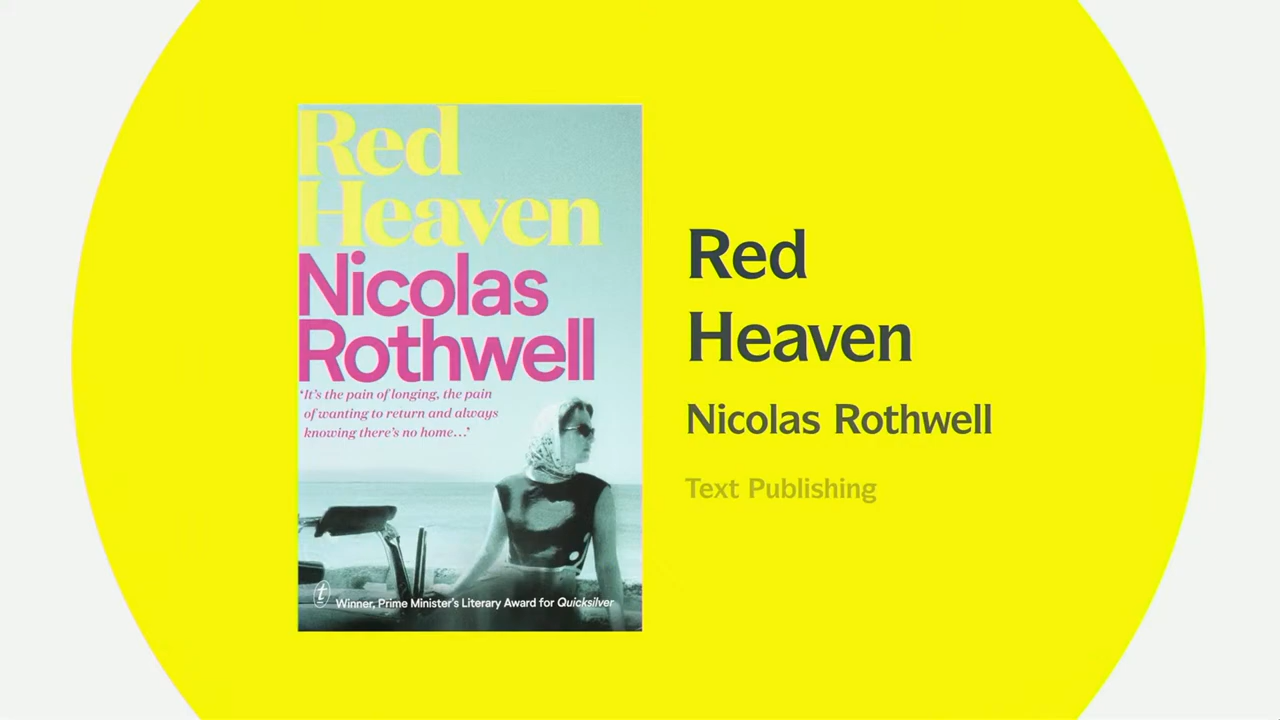 Red
Heaven
Nicolas
Rothwell
‘It’s the pain of longing, the pain
of wanting to return and always
knowing there’s no home…’
t
Winner, Prime Minister’s Literary Award for Quicksilver
Red
Heaven
Nicolas Rothwell
Text Publishing